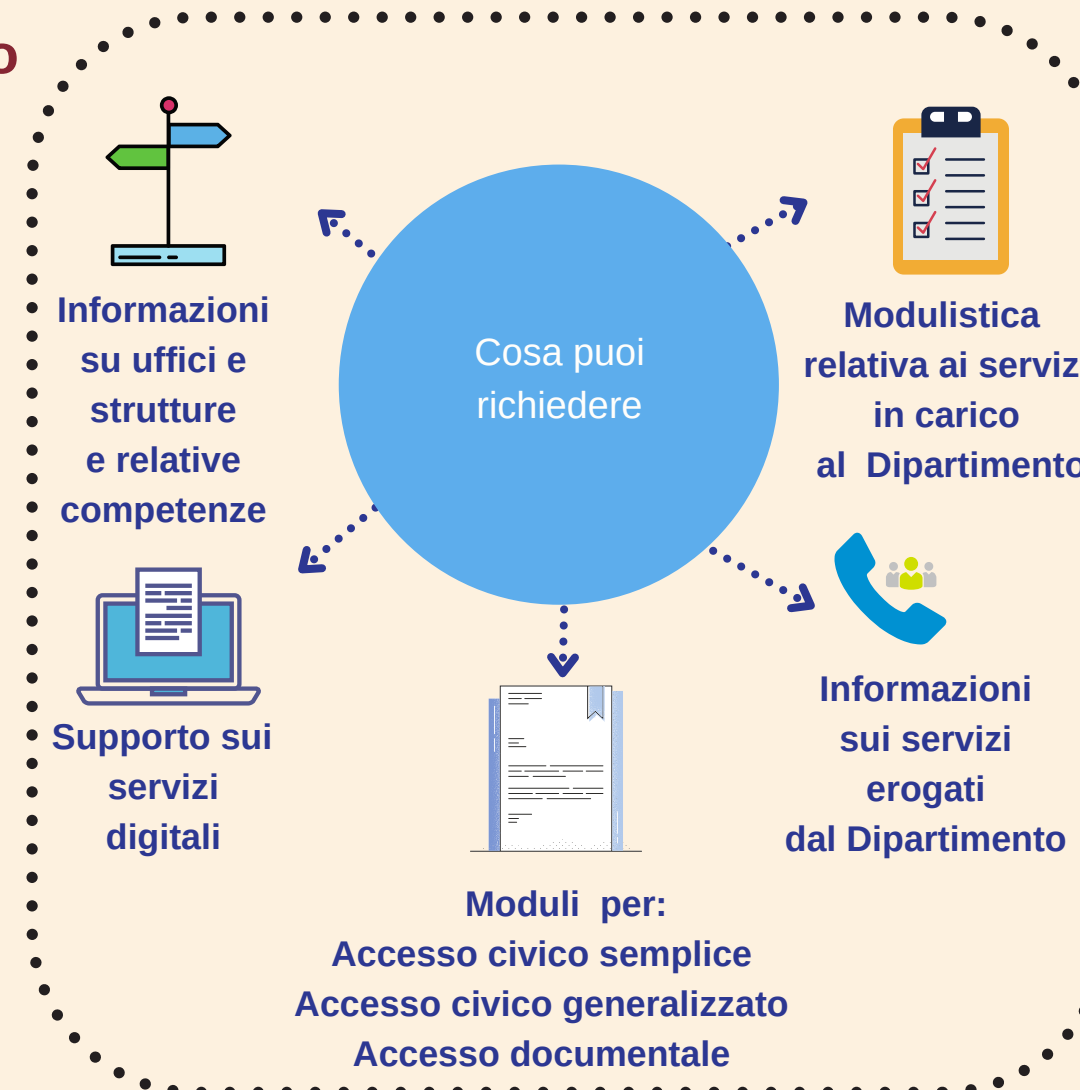 o
Cosa puoi
richiedere
Informazioni
su uffici e
strutture
e relative
competenze
Modulistica
relativa ai serviz
in carico
al Dipartimento
Supporto sui
servizi
digitali
Informazioni
sui servizi
erogati
dal Dipartimento
Moduli per:
Accesso civico semplice
Accesso civico generalizzato
Accesso documentale